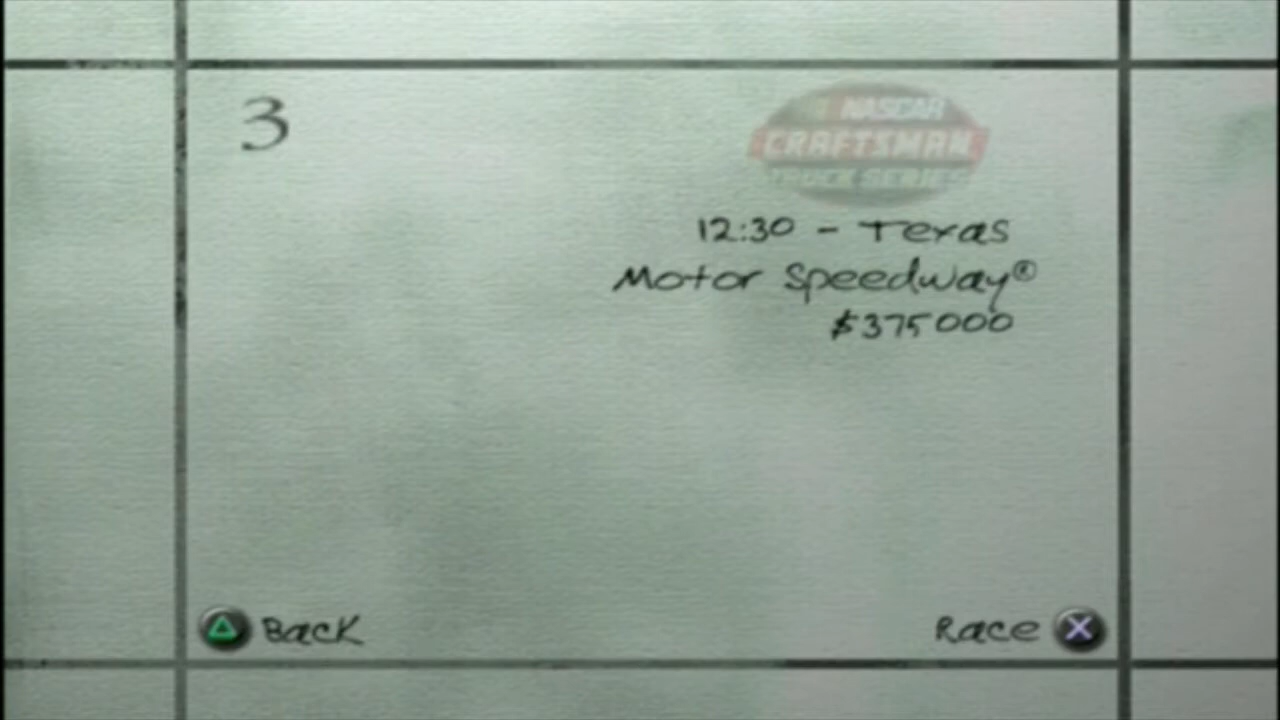 3
NASCAR
CRAFTSMAN
TRUCK SERIES
12:30 - Texas
Motor Speedway®
$375000
Back
Race